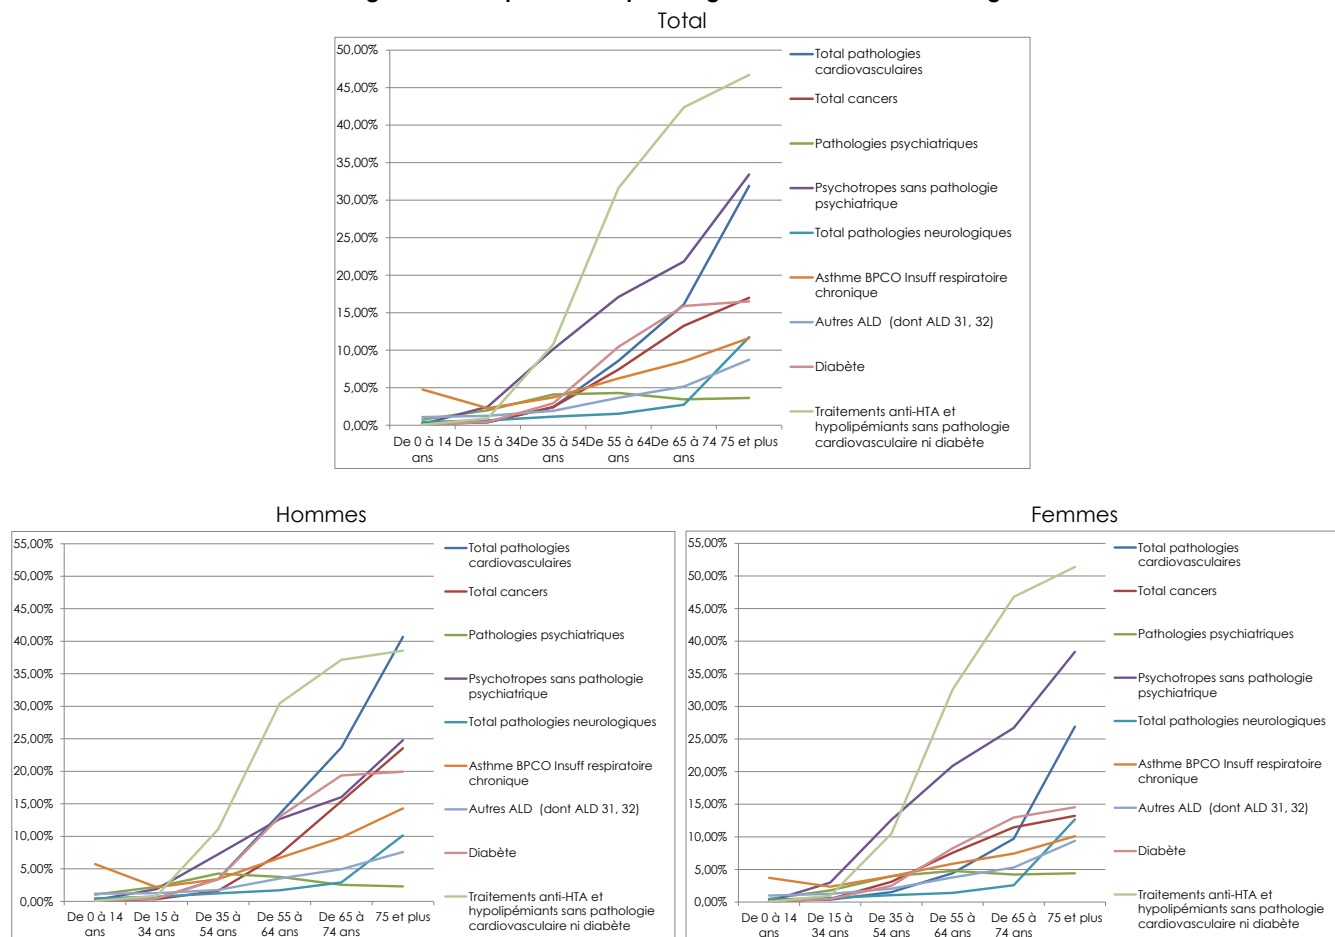 Total
50,00%
45,00%
40,00%
35,00%
30,00%
25,00%
20,00%
15,00%
10,00%
5,00%
0,00%
De 0 à 14 ans
De 15 à 34 ans
De 35 à 54 ans
De 55 à 64 ans
De 65 à 74 ans
75 et plus
Total pathologies
cardiovasculaires
Total cancers
Pathologies psychiatriques
Psychotropes sans pathologie
psychiatrique
Total pathologies neurologiques
Asthme BPCO Insuff respiratoire
chronique
Autres ALD (dont ALD 31, 32)
Diabète
Traitements anti-HTA et
hypolipémiants sans pathologie
cardiovasculaire ni diabète
Hommes
55,00%
50,00%
45,00%
40,00%
35,00%
30,00%
25,00%
20,00%
15,00%
10,00%
5,00%
0,00%
De 0 à 14
ans
De 15 à
34 ans
De 35 à
54 ans
De 55 à
64 ans
De 65 à
74 ans
75 et plus
Total pathologies
cardiovasculaires
Total cancers
Pathologies psychiatriques
Psychotropes sans pathologie
psychiatrique
Total pathologies neurologiques
Asthme BPCO Insuff respiratoire
chronique
Autres ALD (dont ALD 31, 32)
Diabète
Traitements anti-HTA et
hypolipémiants sans pathologie
cardiovasculaire ni diabète
Femmes
55,00%
50,00%
45,00%
40,00%
35,00%
30,00%
25,00%
20,00%
15,00%
10,00%
5,00%
0,00%
De 0 à 14
ans
De 15 à
34 ans
De 35 à
54 ans
De 55 à
64 ans
De 65 à
74 ans
75 et plus
Total pathologies
cardiovasculaires
Total cancers
Pathologies psychiatriques
Psychotropes sans pathologie
psychiatrique
Total pathologies neurologiques
Asthme BPCO Insuff respiratoire
chronique
Autres ALD (dont ALD 31, 32)
Diabète
Traitements anti-HTA et
hypolipémiants sans pathologie
cardiovasculaire ni diabète